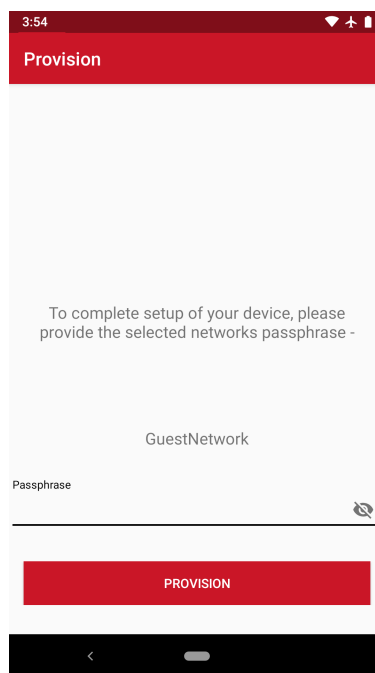 3:54
Provision
To complete setup of your device, please
provide the selected networks passphrase -
GuestNetwork
Passphrase
PROVISION